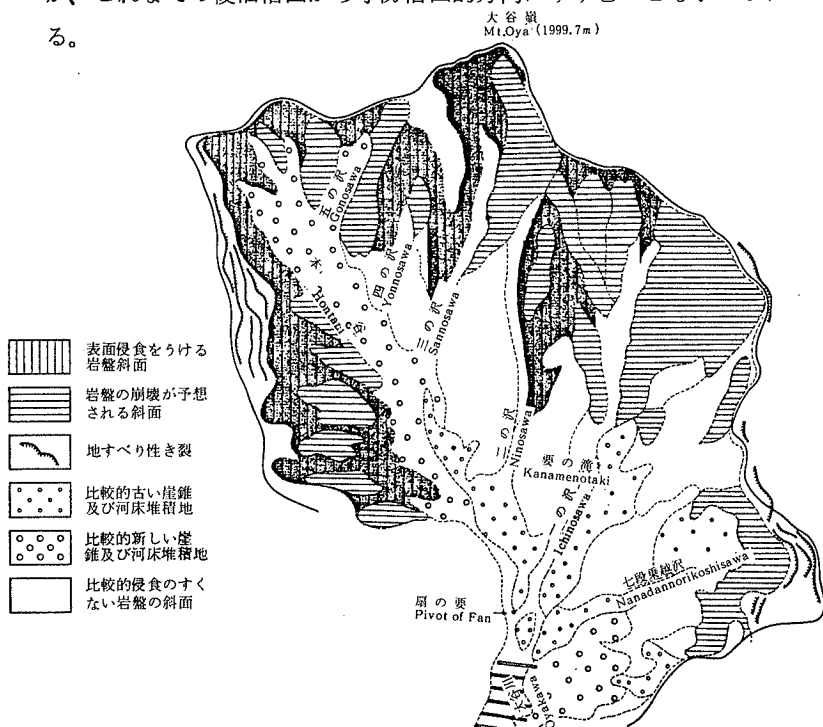 る。
大谷嶺
Mt.Oya (1999.7m)
五の沢
Gonosawa
本谷
Hontani
四の沢
Yonnosawa
三の沢
Sannosawa
二の沢
Ninosawa
要の滝
Kanamenotaki
一の沢
Ichinosawa
七段乗越沢
Nanadannorikoshisawa
扇の要
Pivot of Fan
大谷川
Oyakawa
表面侵食をうける
岩盤斜面
岩盤の崩壊が予想
される斜面
地すべり性き裂
比較的古い崖錐
及び河床堆積地
比較的新しい崖
錐及び河床堆積地
比較的侵食のすく
ない岩盤の斜面